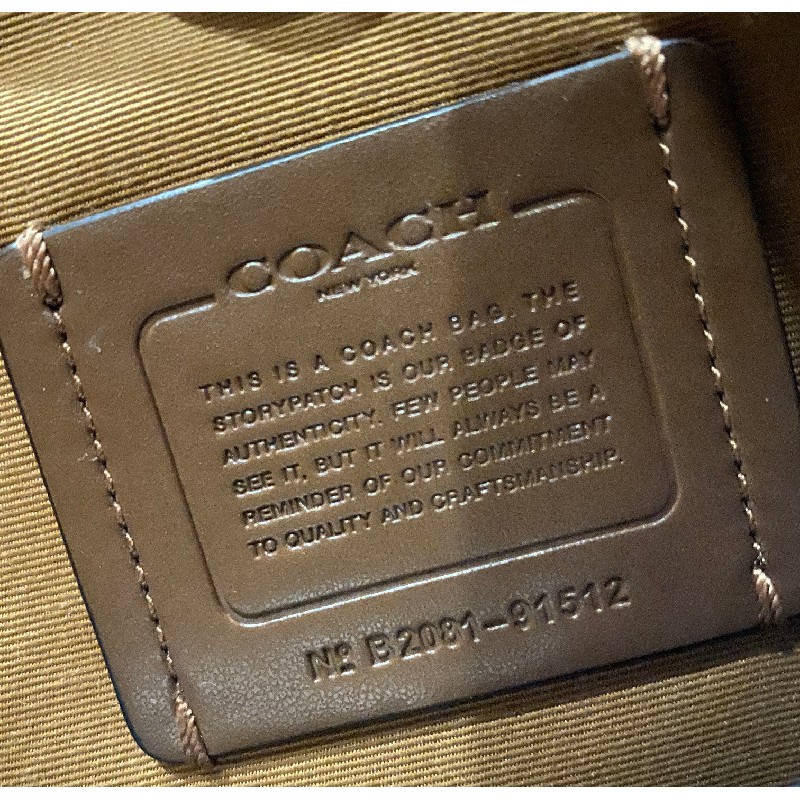 COACH
NEW YORK
THIS IS A COACH BAG. THE
STORYPATCH IS OUR BADGE OF
AUTHENTICITY. FEW PEOPLE MAY
SEE IT, BUT IT WILL ALWAYS BE A
REMINDER OF OUR COMMITMENT
TO QUALITY AND CRAFTSMANSHIP.
Nº B2081-91512